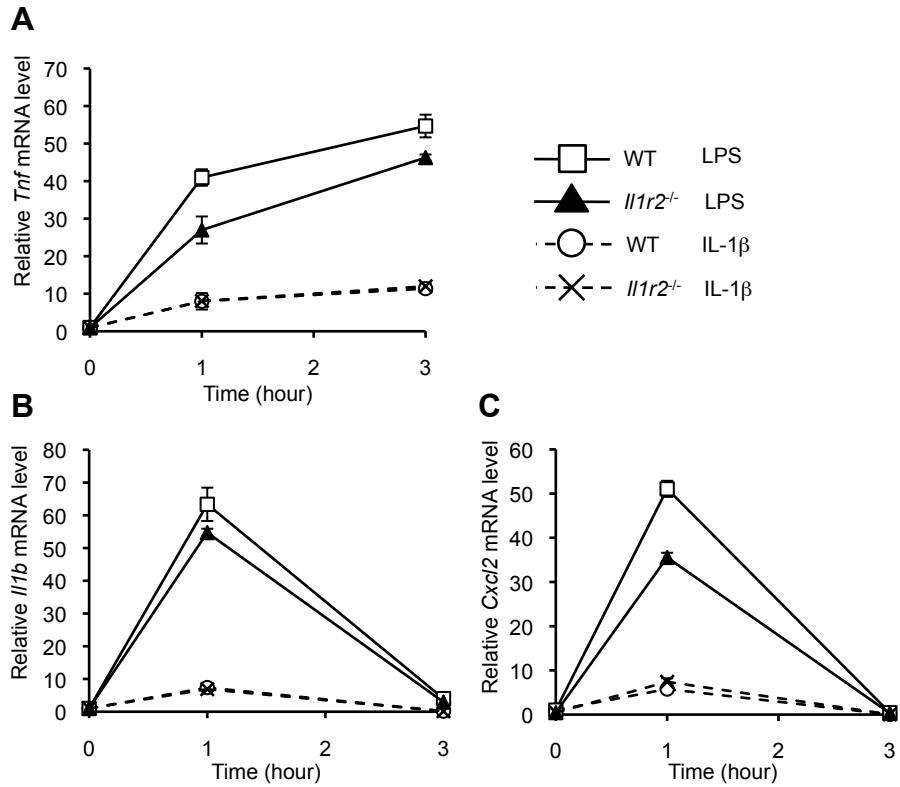 A
Relative Tnf mRNA level
70
60
50
40
30
20
10
0
0 1 2 3
Time (hour)
WT LPS
Il1r2-/- LPS
WT IL-1β
Il1r2-/- IL-1β
B
Relative Il1b mRNA level
80
70
60
50
40
30
20
10
0
0 1 2 3
Time (hour)
C
Relative Cxcl2 mRNA level
60
50
40
30
20
10
0
0 1 2 3
Time (hour)